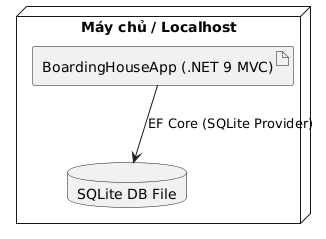 Máy chủ / Localhost
BoardingHouseApp (.NET 9 MVC)
EF Core (SQLite Provider)
SQLite DB File